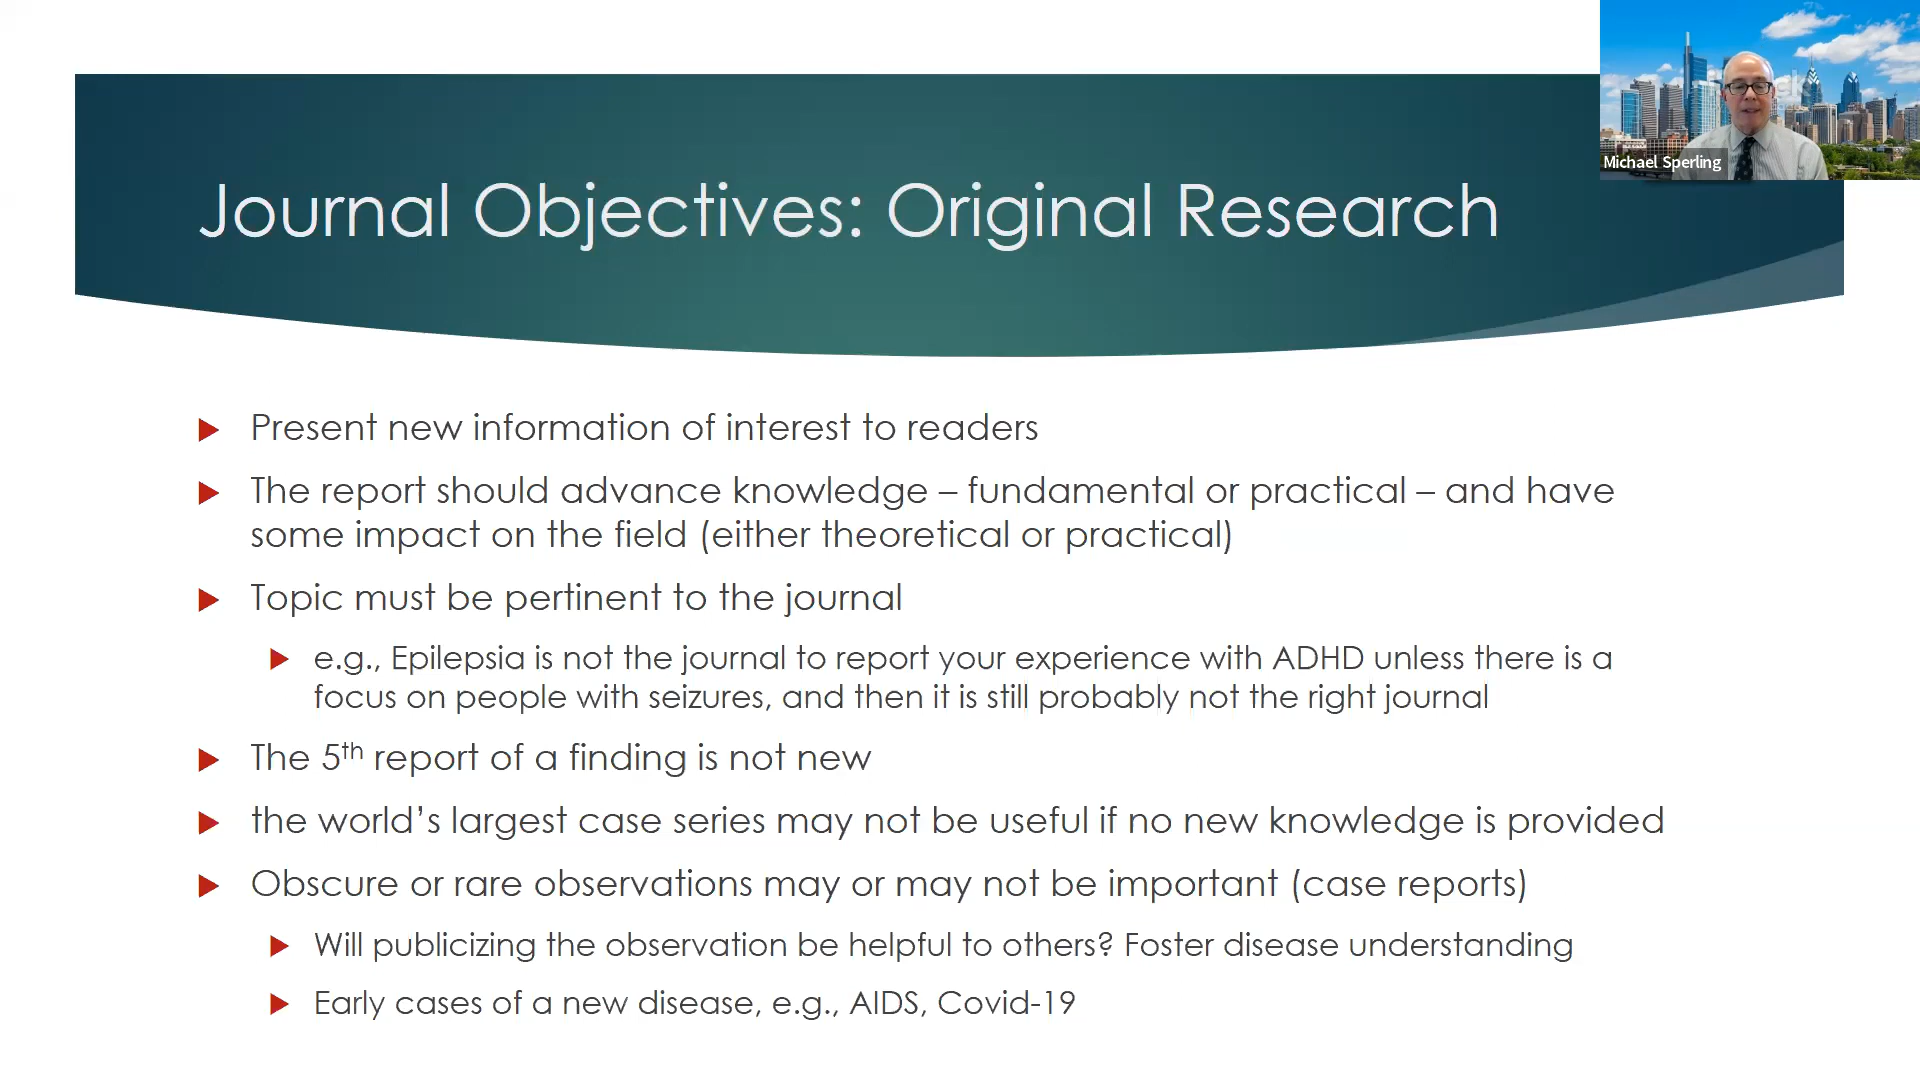 Michael Sperling
Journal Objectives: Original Research
Present new information of interest to readers
The report should advance knowledge – fundamental or practical – and have
some impact on the field (either theoretical or practical)
Topic must be pertinent to the journal
e.g., Epilepsia is not the journal to report your experience with ADHD unless there is a
focus on people with seizures, and then it is still probably not the right journal
The 5th report of a finding is not new
the world’s largest case series may not be useful if no new knowledge is provided
Obscure or rare observations may or may not be important (case reports)
Will publicizing the observation be helpful to others? Foster disease understanding
Early cases of a new disease, e.g., AIDS, Covid-19